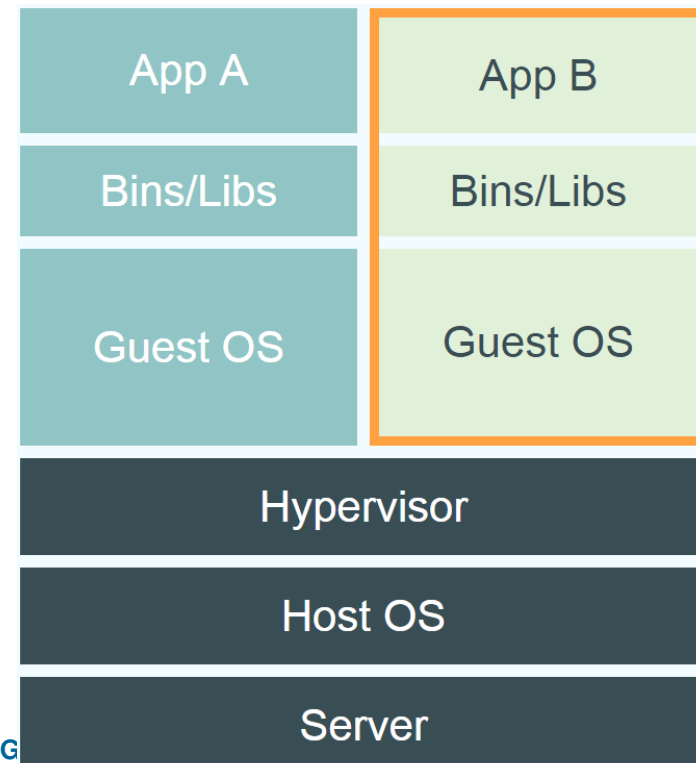 App A
App B
Bins/Libs
Bins/Libs
Guest OS
Guest OS
Hypervisor
Host OS
Server
G